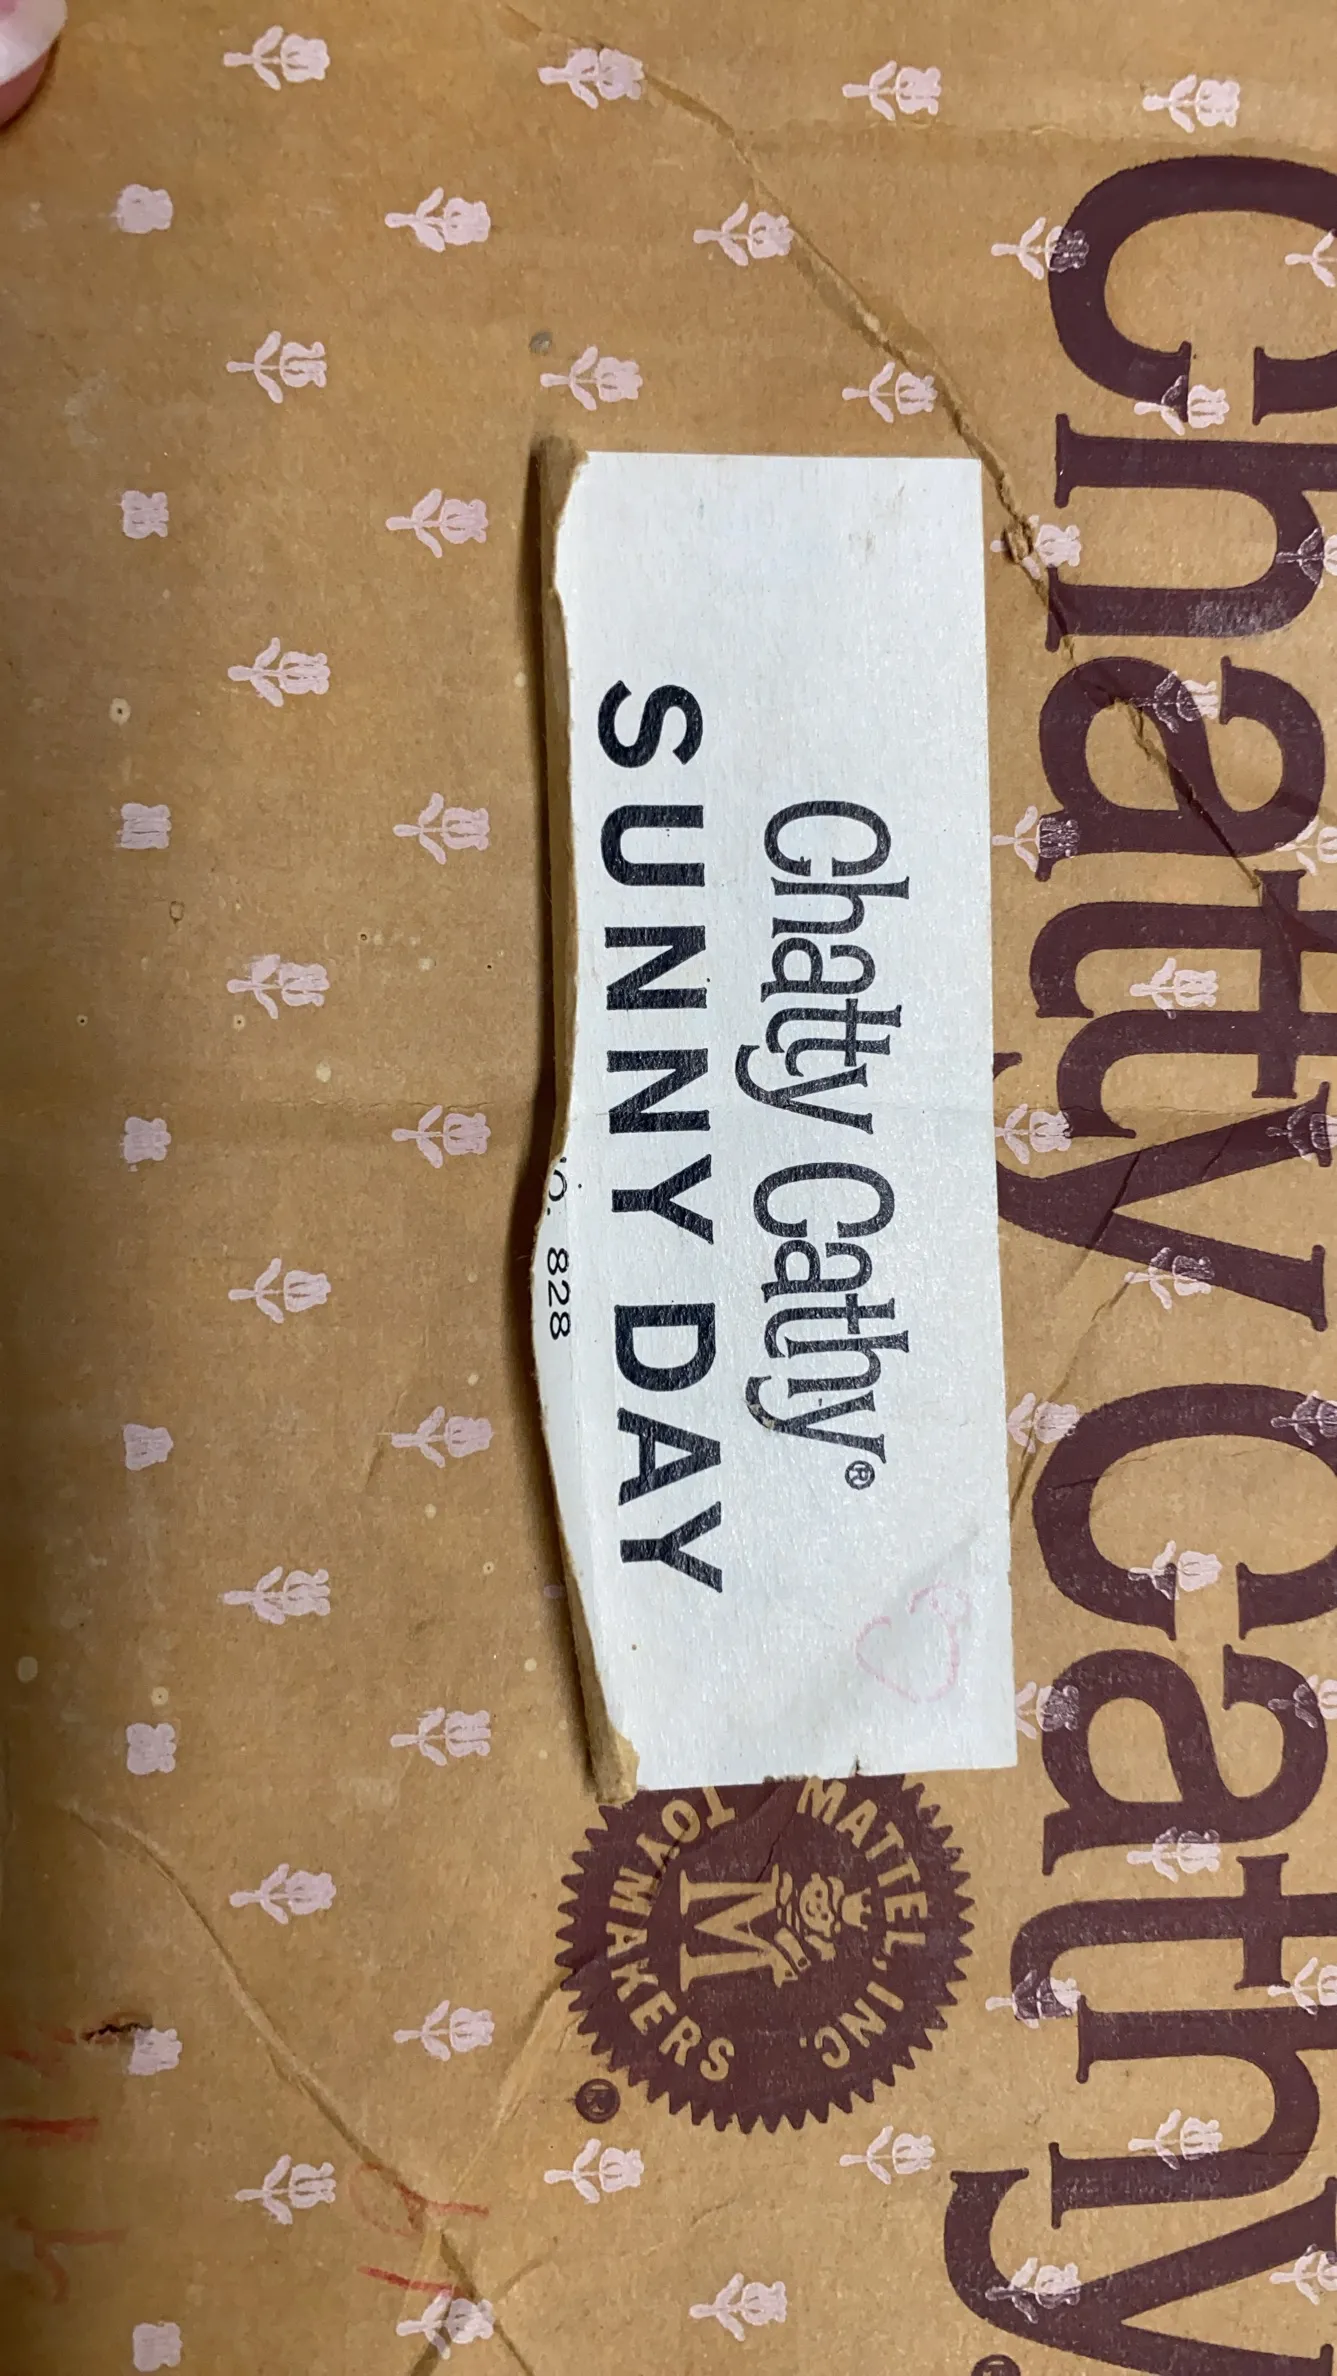 Chatty Cathy®
Chatty Cathy®
SUNNY DAY
O. 828
MATTEL, INC.
TOYMAKERS
M
®